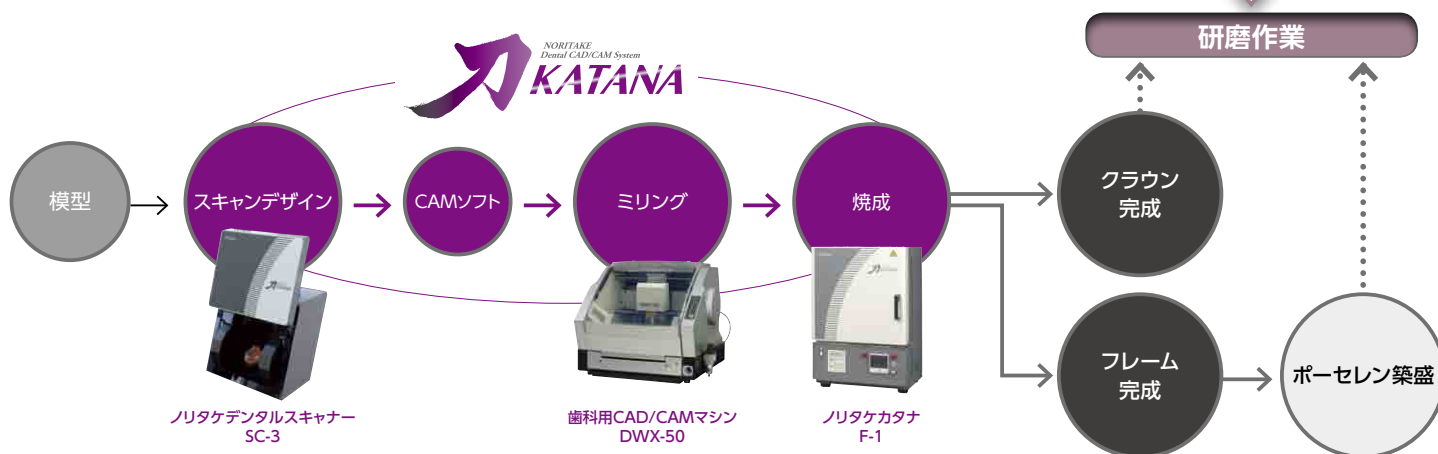 研磨作業
NORITAKE
Dental CAD/CAM System
刀 KATANA
模型
スキャンデザイン
CAMソフト
ミリング
焼成
クラウン
完成
フレーム
完成
ポーセレン築盛
ノリタケデンタルスキャナー
SC-3
歯科用CAD/CAMマシン
DWX-50
ノリタケカタナ
F-1